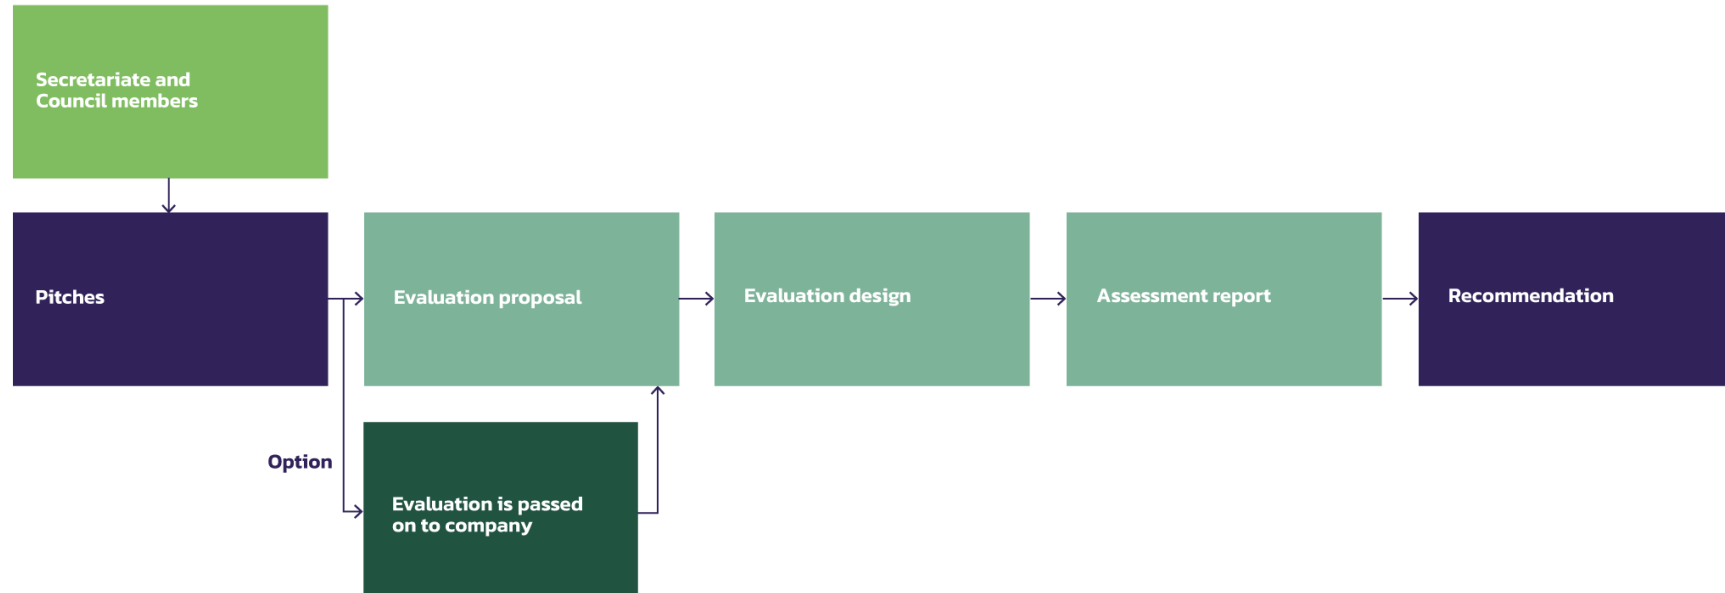 Secretariate and
Council members
Pitches
Evaluation proposal
Evaluation design
Assessment report
Recommendation
Option
Evaluation is passed
on to company